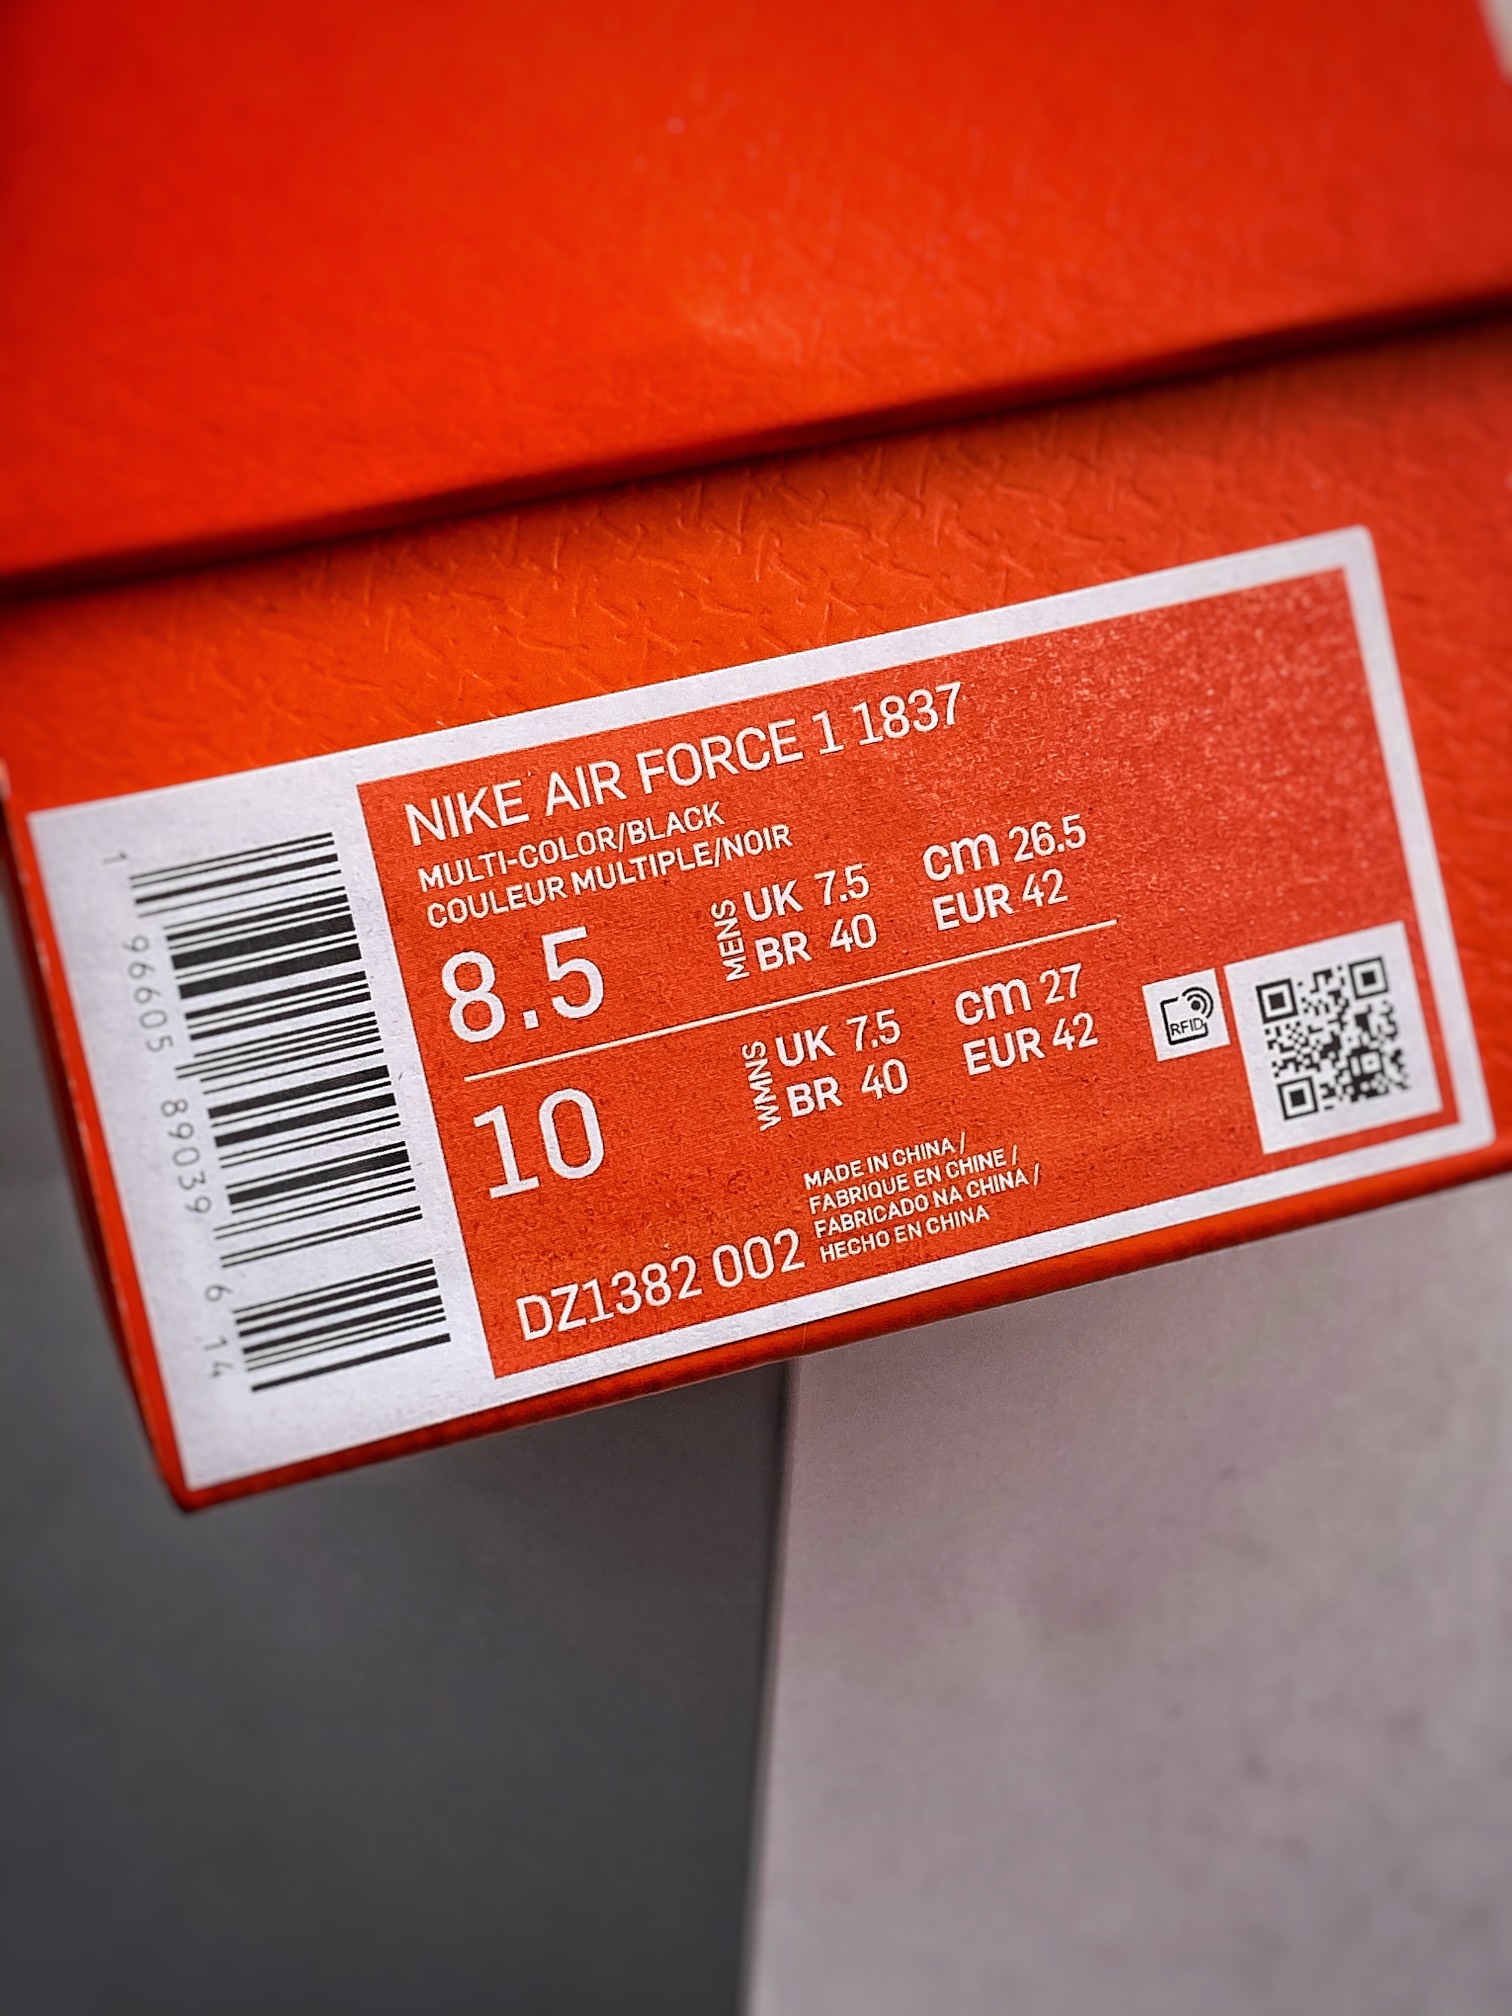 NIKE AIR FORCE 1 1837
MULTI-COLOR/BLACK
COULEUR MULTIPLE/NOIR
8.5
MENS
UK 7.5
cm 26.5
BR 40
EUR 42
10
WMNS
UK 7.5
cm 27
BR 40
EUR 42
RFID
MADE IN CHINA /
FABRIQUE EN CHINE /
FABRICADO NA CHINA /
HECHO EN CHINA
DZ1382 002
1 96605 89039 6 14